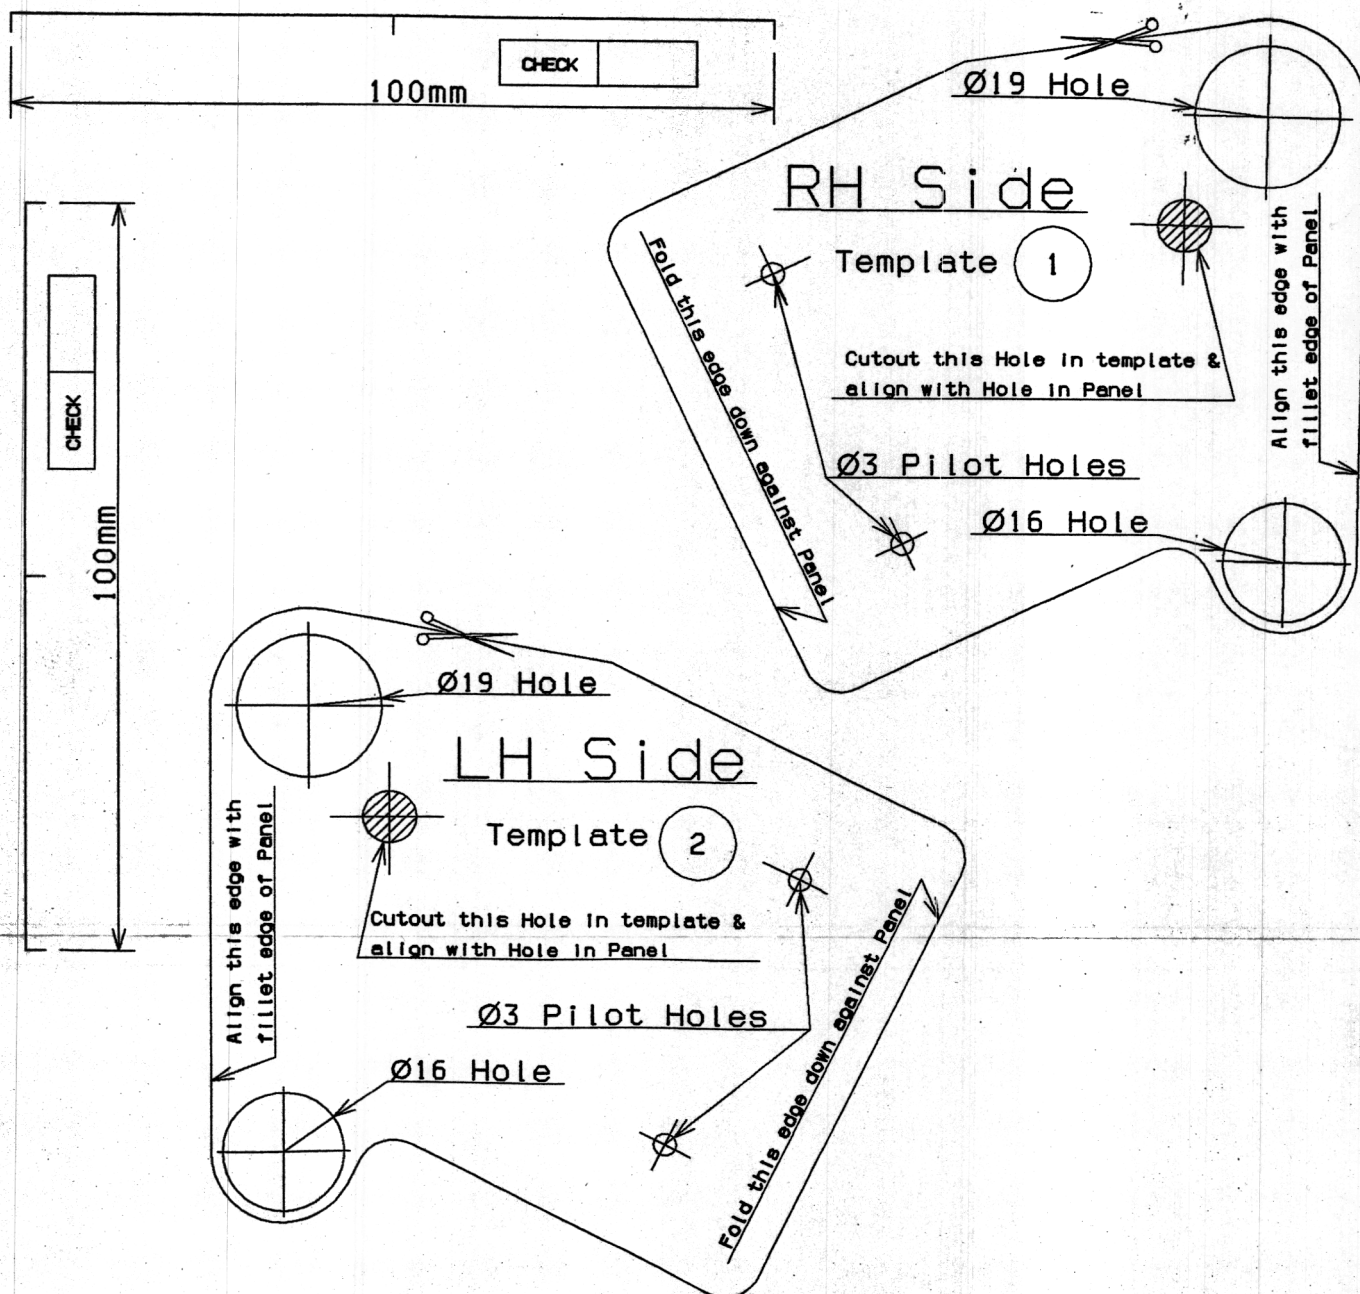 CHECK
100mm
Ø19 Hole
RH Side
Template 1
Fold this edge down against Panel
Cutout this Hole in template &
align with Hole in Panel
Align this edge with
fillet edge of Panel
Ø3 Pilot Holes
Ø16 Hole
CHECK
100mm
Ø19 Hole
LH Side
Template 2
Align this edge with
fillet edge of Panel
Cutout this Hole in template &
align with Hole in Panel
Ø3 Pilot Holes
Ø16 Hole
Fold this edge down against Panel